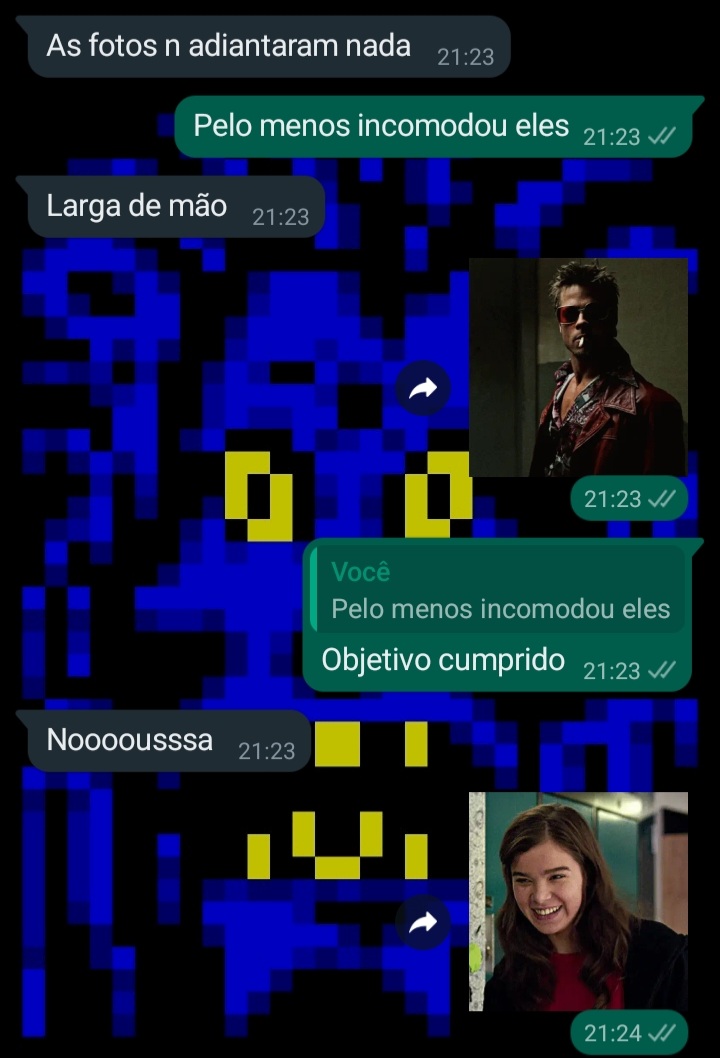 As fotos n adiantaram nada 21:23
Pelo menos incomodou eles 21:23
Larga de mão 21:23
21:23
Você
Pelo menos incomodou eles
Objetivo cumprido 21:23
Noooousssa 21:23
21:24